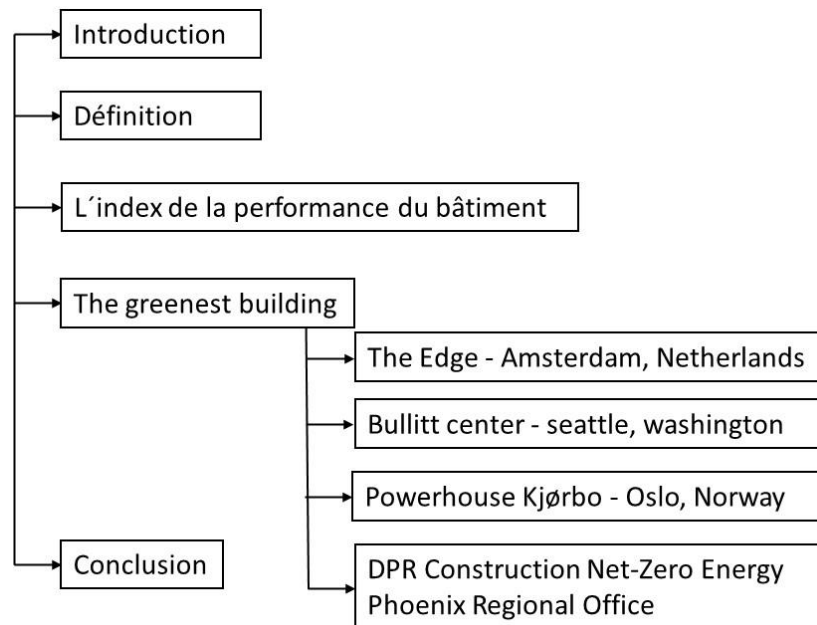 Introduction
Définition
L´index de la performance du bâtiment
The greenest building
The Edge - Amsterdam, Netherlands
Bullitt center - seattle, washington
Powerhouse Kjørbo - Oslo, Norway
DPR Construction Net-Zero Energy
Phoenix Regional Office
Conclusion